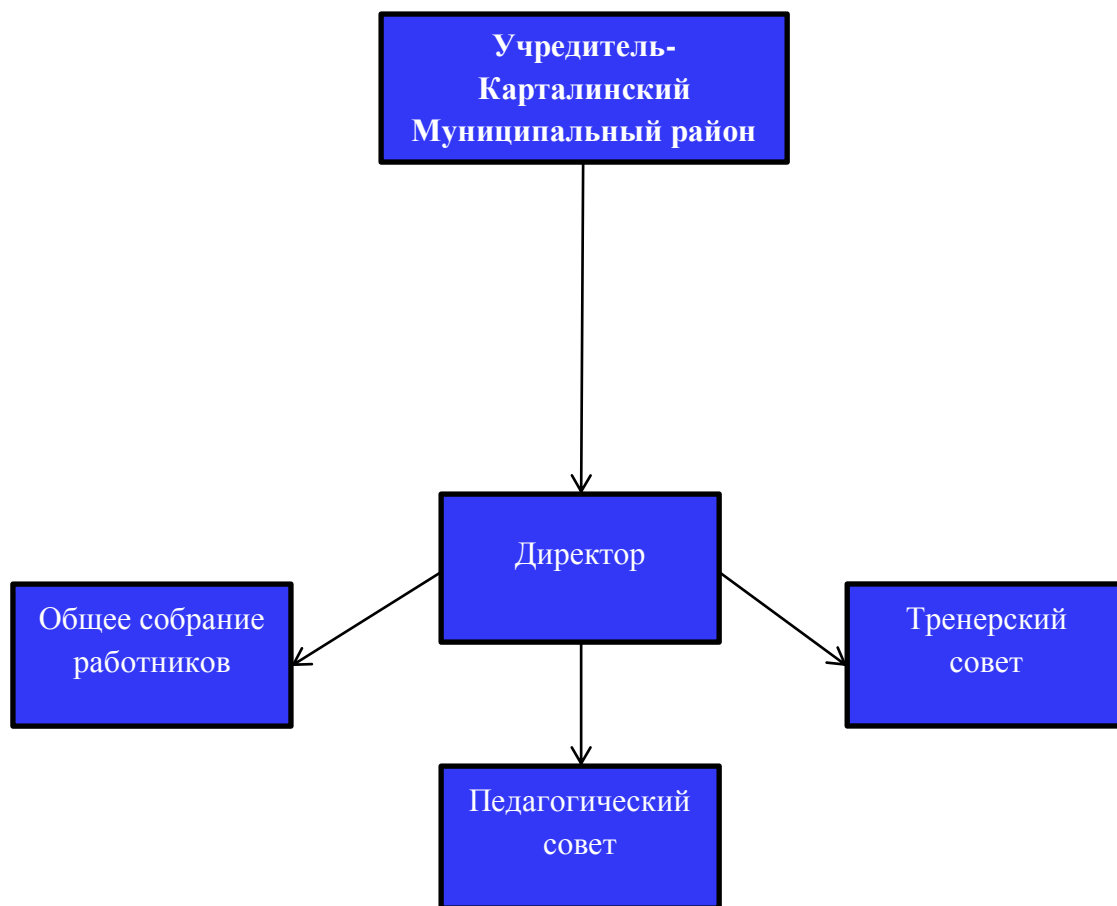 Учредитель-
Карталинский
Муниципальный район
Директор
Общее собрание
работников
Тренерский
совет
Педагогический
совет